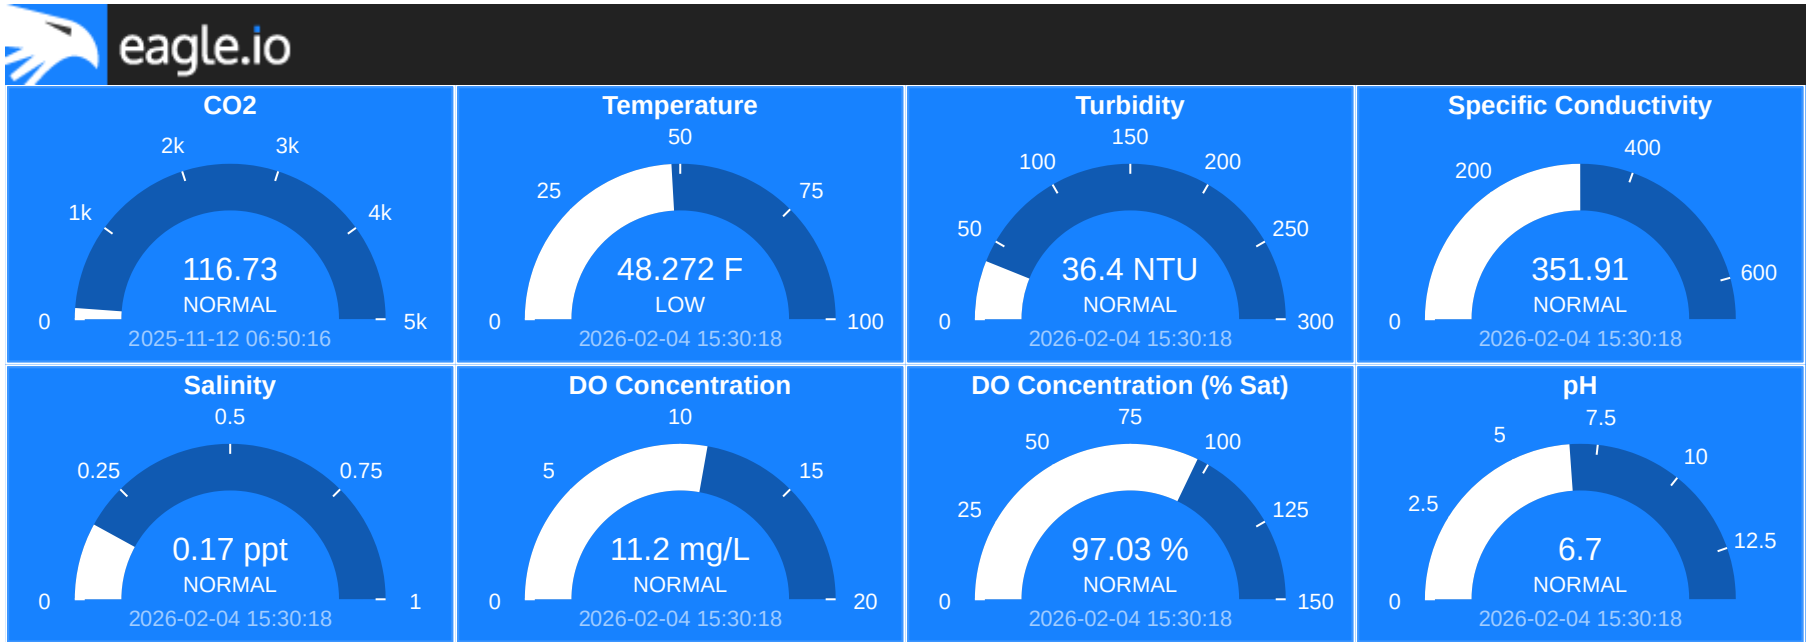 eagle.io
CO2
0
1k
2k
3k
4k
5k
116.73
NORMAL
2025-11-12 06:50:16
Temperature
0
25
50
75
100
48.272 F
LOW
2026-02-04 15:30:18
Turbidity
0
50
100
150
200
250
300
36.4 NTU
NORMAL
2026-02-04 15:30:18
Specific Conductivity
0
200
400
600
351.91
NORMAL
2026-02-04 15:30:18
Salinity
0
0.25
0.5
0.75
1
0.17 ppt
NORMAL
2026-02-04 15:30:18
DO Concentration
0
5
10
15
20
11.2 mg/L
NORMAL
2026-02-04 15:30:18
DO Concentration (% Sat)
0
25
50
75
100
125
150
97.03 %
NORMAL
2026-02-04 15:30:18
pH
0
2.5
5
7.5
10
12.5
6.7
NORMAL
2026-02-04 15:30:18